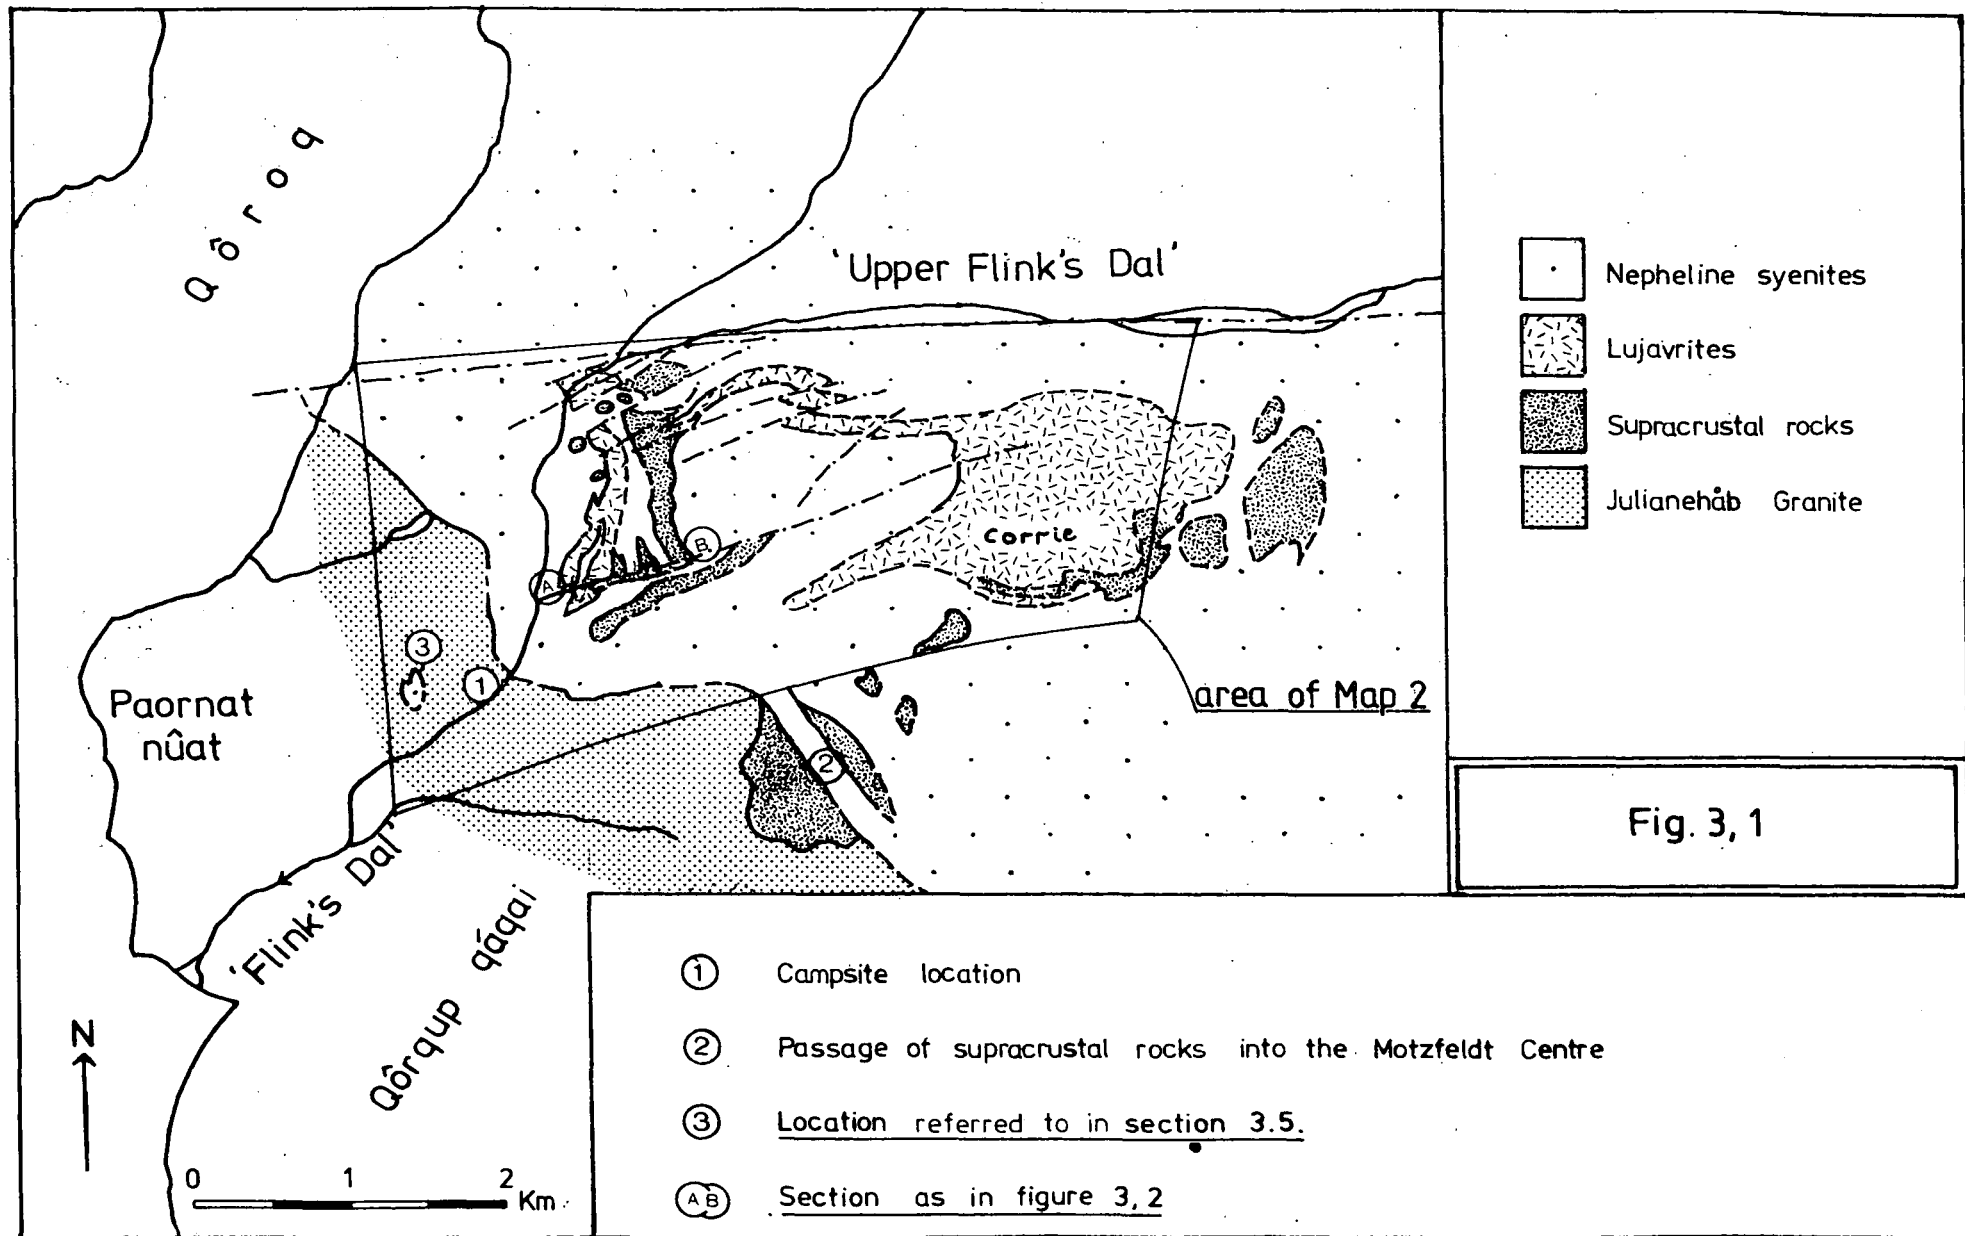 Qôroq
'Upper Flink's Dal'
Nepheline syenites
Lujavrites
Supracrustal rocks
Julianehåb Granite
B
Corrie
A
3
1
Paornat
nûat
area of Map 2
2
Fig. 3,1
'Flink's Dal'
Qôrqup qáqai
N
0 1 2
Km
1 Campsite location
2 Passage of supracrustal rocks into the Motzfeldt Centre
3 Location referred to in section 3.5.
A B Section as in figure 3,2